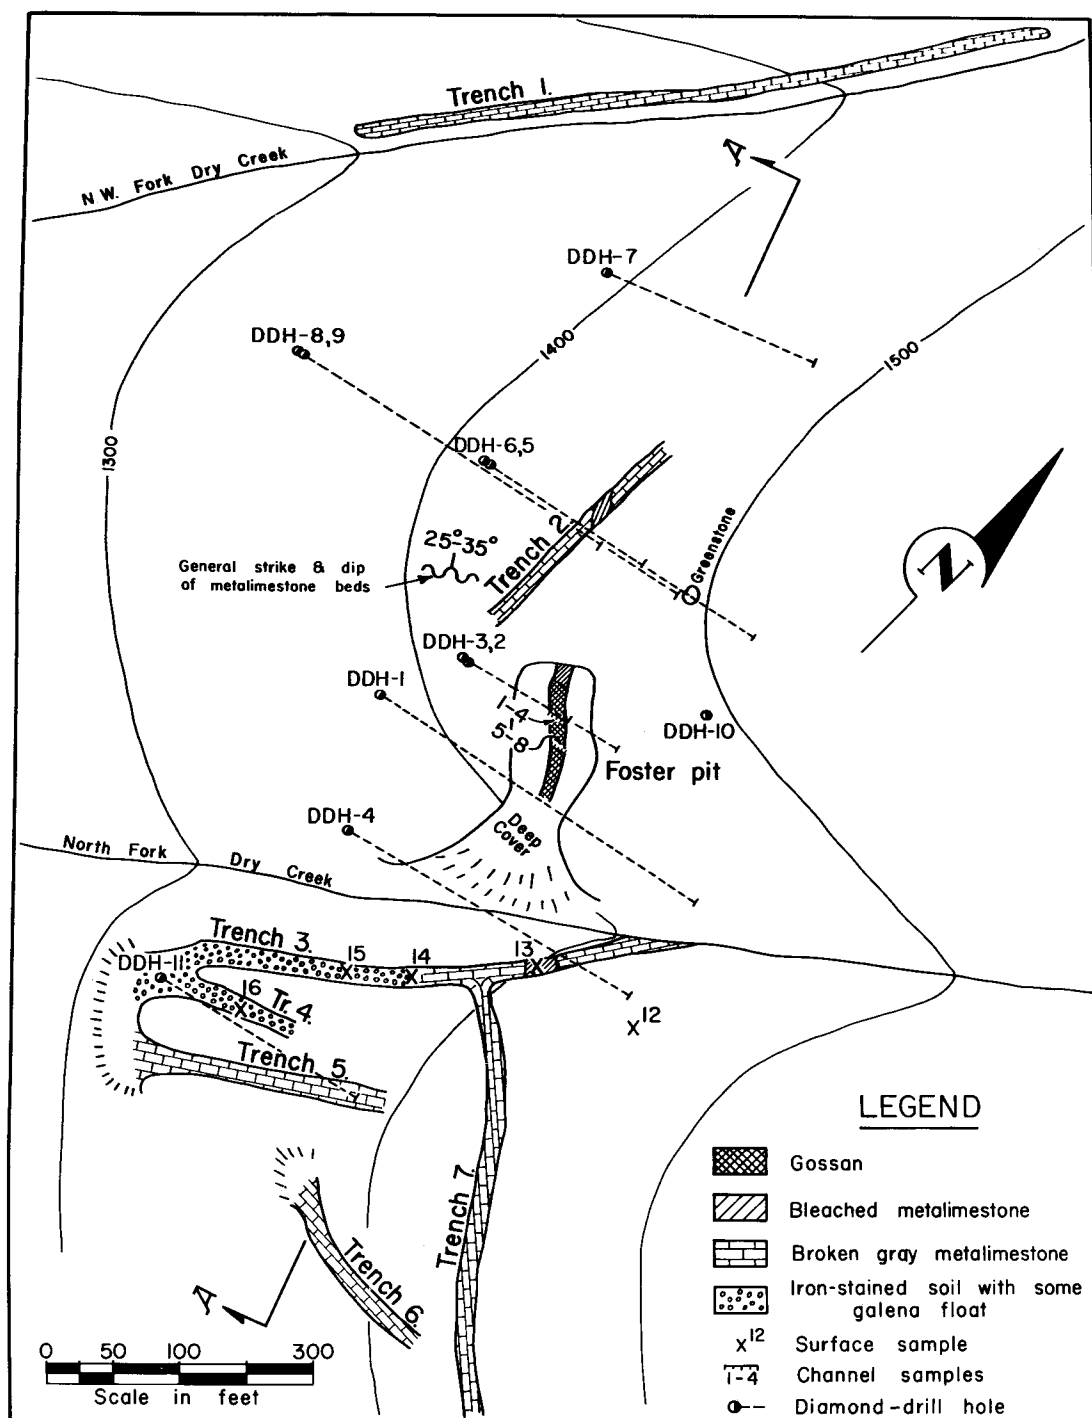 Trench 1.
N.W. Fork Dry Creek
A
DDH-7
DDH-8,9
1400
1500
1300
DDH-6,5
Trench 2
25°-35°
General strike & dip
of metalimestone beds
Greenstone
N
DDH-3,2
DDH-1
1-4
5-8
DDH-10
Foster pit
DDH-4
Deep
Cover
North Fork Dry Creek
Trench 3.
15
14
13
DDH-11
16
Tr. 4.
X12
Trench 5.
Trench 7.
Trench 6.
A
LEGEND
Gossan
Bleached metalimestone
Broken gray metalimestone
Iron-stained soil with some
galena float
X12 Surface sample
1-4 Channel samples
Diamond-drill hole
0 50 100 300
Scale in feet